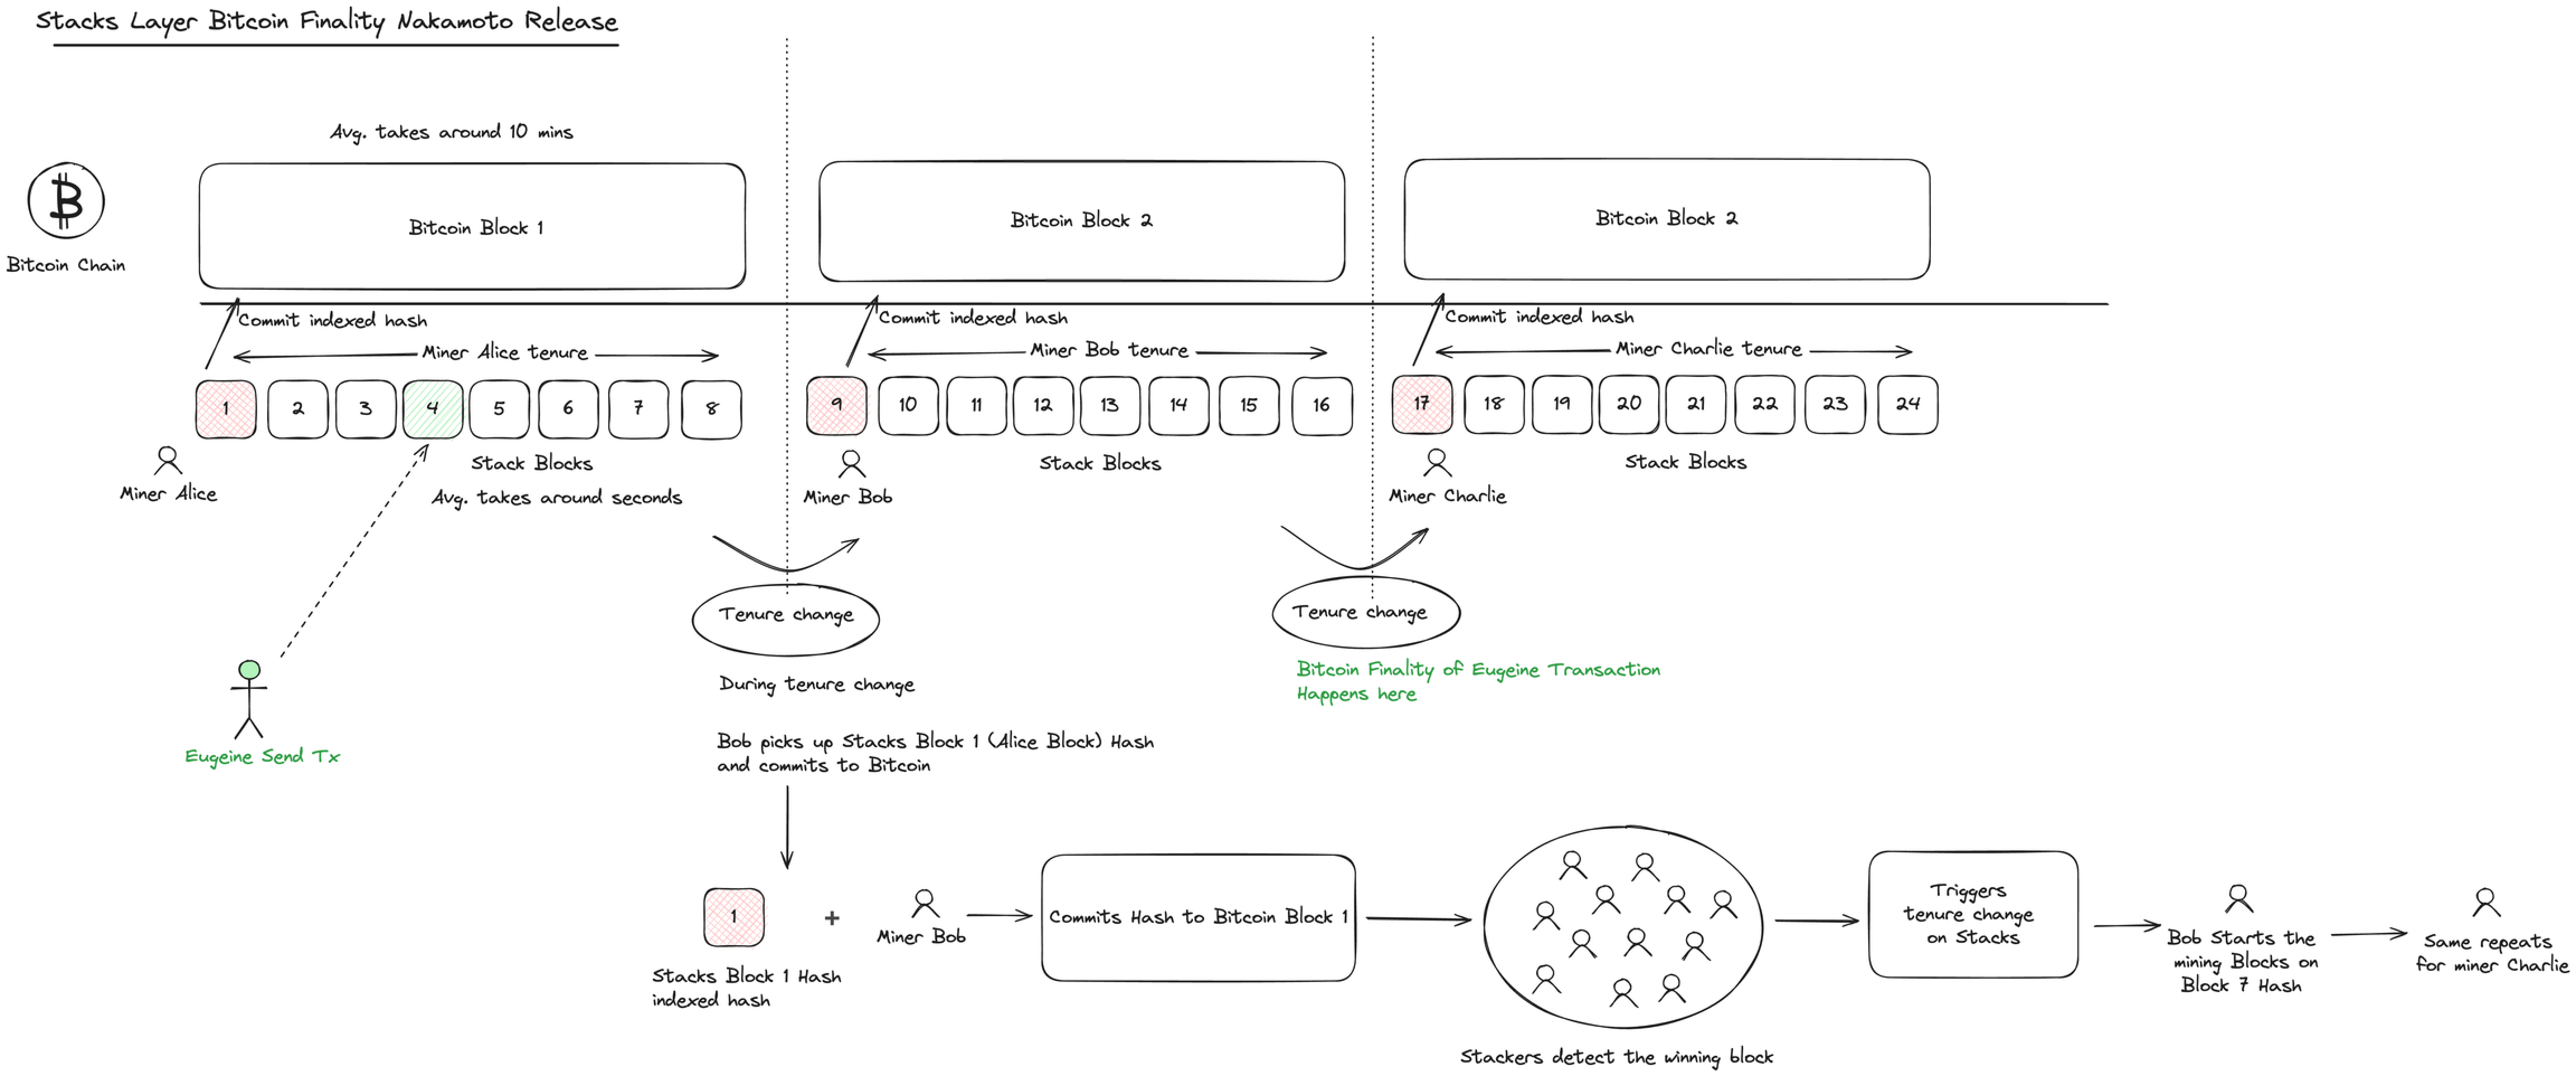 Stacks Layer Bitcoin Finality Nakamoto Release
Avg. takes around 10 mins
Bitcoin Chain
Bitcoin Block 1
Bitcoin Block 2
Bitcoin Block 2
Commit indexed hash
Commit indexed hash
Commit indexed hash
Miner Alice tenure
Miner Bob tenure
Miner Charlie tenure
1 2 3 4 5 6 7 8
9 10 11 12 13 14 15 16
17 18 19 20 21 22 23 24
Miner Alice
Stack Blocks
Avg. takes around seconds
Miner Bob
Stack Blocks
Miner Charlie
Stack Blocks
Tenure change
Tenure change
During tenure change
Bitcoin Finality of Eugeine Transaction
Happens here
Eugeine Send Tx
Bob picks up Stacks Block 1 (Alice Block) Hash
and commits to Bitcoin
1
+
Stacks Block 1 Hash
indexed hash
Miner Bob
Commits Hash to Bitcoin Block 1
Stackers detect the winning block
Triggers
tenure change
on Stacks
Bob Starts the
mining Blocks on
Block 7 Hash
Same repeats
for miner Charlie